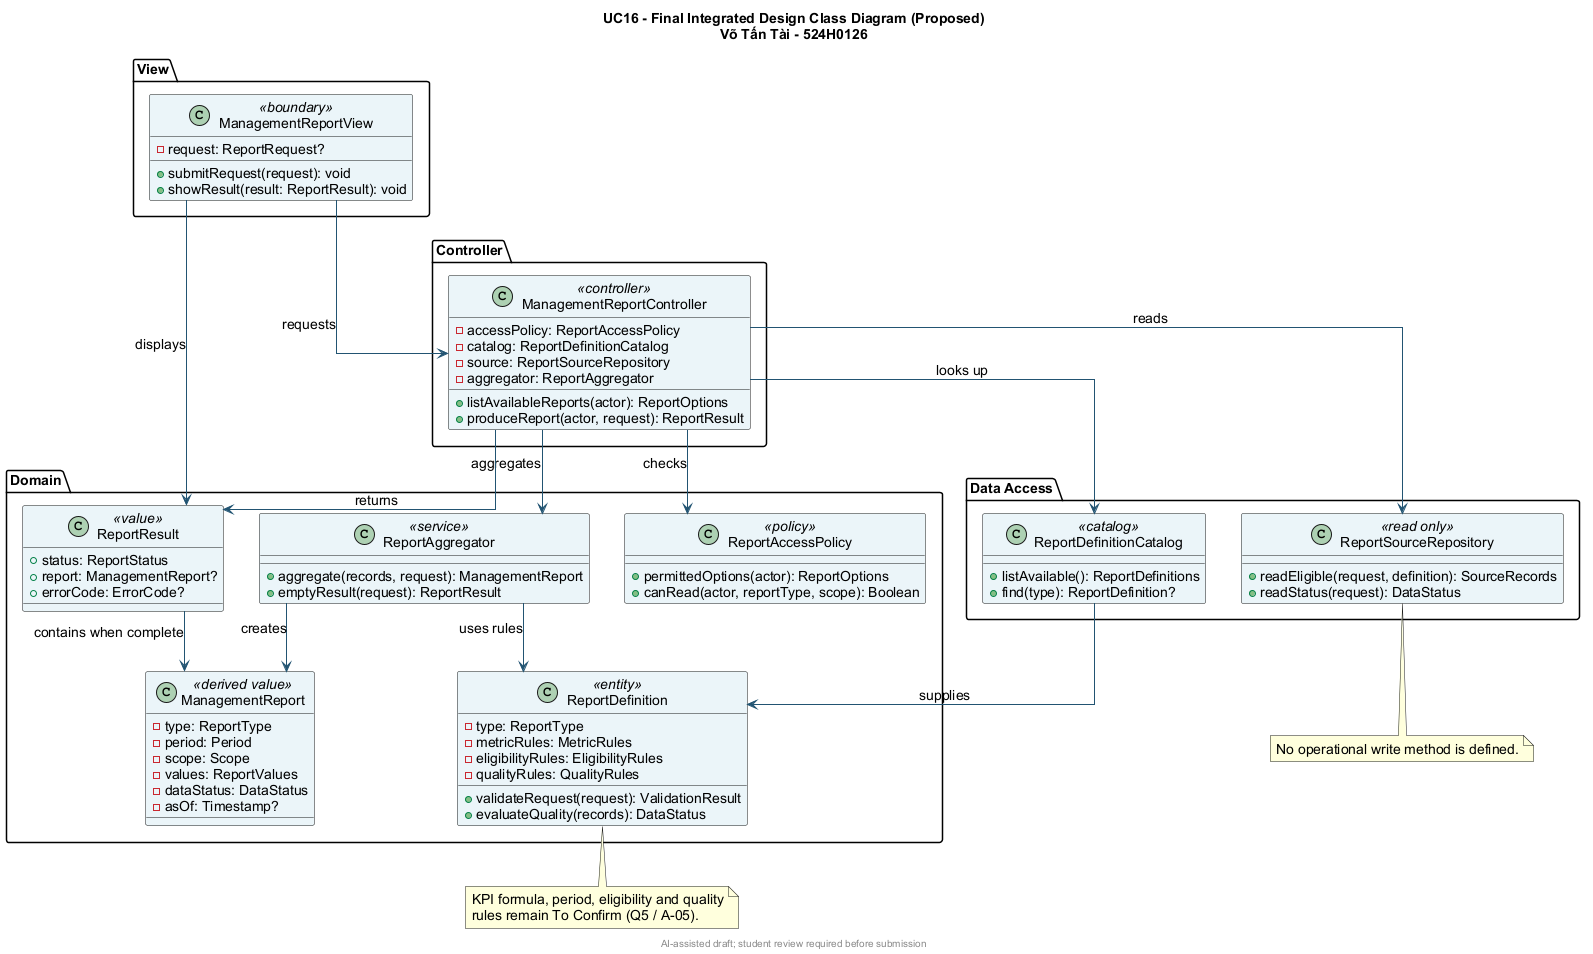 UC16 - Final Integrated Design Class Diagram (Proposed)
Võ Tấn Tài - 524H0126
View
C
«boundary»
ManagementReportView
request: ReportRequest?
submitRequest(request): void
showResult(result: ReportResult): void
displays
requests
Controller
C
«controller»
ManagementReportController
accessPolicy: ReportAccessPolicy
catalog: ReportDefinitionCatalog
source: ReportSourceRepository
aggregator: ReportAggregator
listAvailableReports(actor): ReportOptions
produceReport(actor, request): ReportResult
reads
looks up
aggregates
checks
returns
Domain
C
«value»
ReportResult
status: ReportStatus
report: ManagementReport?
errorCode: ErrorCode?
C
«service»
ReportAggregator
aggregate(records, request): ManagementReport
emptyResult(request): ReportResult
C
«policy»
ReportAccessPolicy
permittedOptions(actor): ReportOptions
canRead(actor, reportType, scope): Boolean
Data Access
C
«catalog»
ReportDefinitionCatalog
listAvailable(): ReportDefinitions
find(type): ReportDefinition?
C
«read only»
ReportSourceRepository
readEligible(request, definition): SourceRecords
readStatus(request): DataStatus
contains when complete
creates
uses rules
supplies
C
«derived value»
ManagementReport
type: ReportType
period: Period
scope: Scope
values: ReportValues
dataStatus: DataStatus
asOf: Timestamp?
C
«entity»
ReportDefinition
type: ReportType
metricRules: MetricRules
eligibilityRules: EligibilityRules
qualityRules: QualityRules
validateRequest(request): ValidationResult
evaluateQuality(records): DataStatus
No operational write method is defined.
KPI formula, period, eligibility and quality
rules remain To Confirm (Q5 / A-05).
AI-assisted draft; student review required before submission